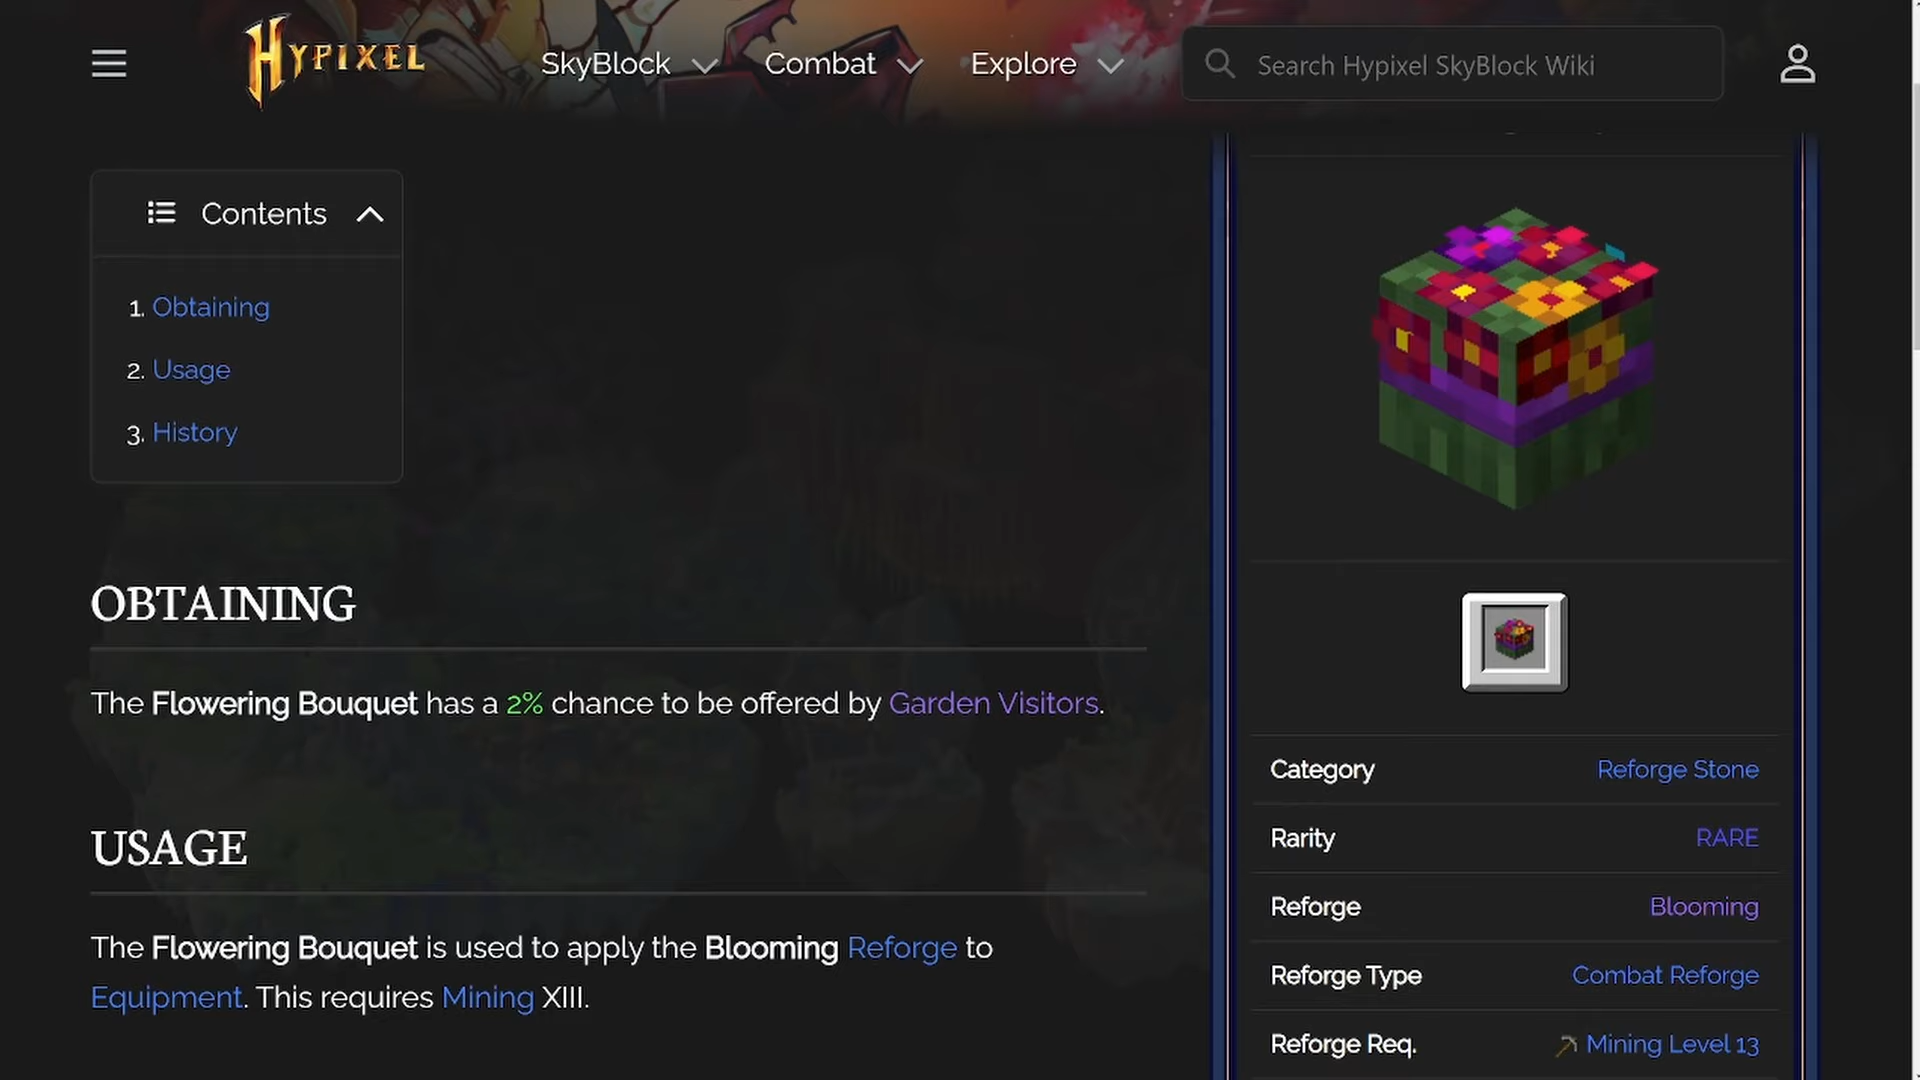 HYPIXEL
SkyBlock
Combat
Explore
Search Hypixel SkyBlock Wiki
Contents
1. Obtaining
2. Usage
3. History
OBTAINING
The Flowering Bouquet has a 2% chance to be offered by Garden Visitors.
USAGE
The Flowering Bouquet is used to apply the Blooming Reforge to
Equipment. This requires Mining XIII.
Category Reforge Stone
Rarity RARE
Reforge Blooming
Reforge Type Combat Reforge
Reforge Req. Mining Level 13